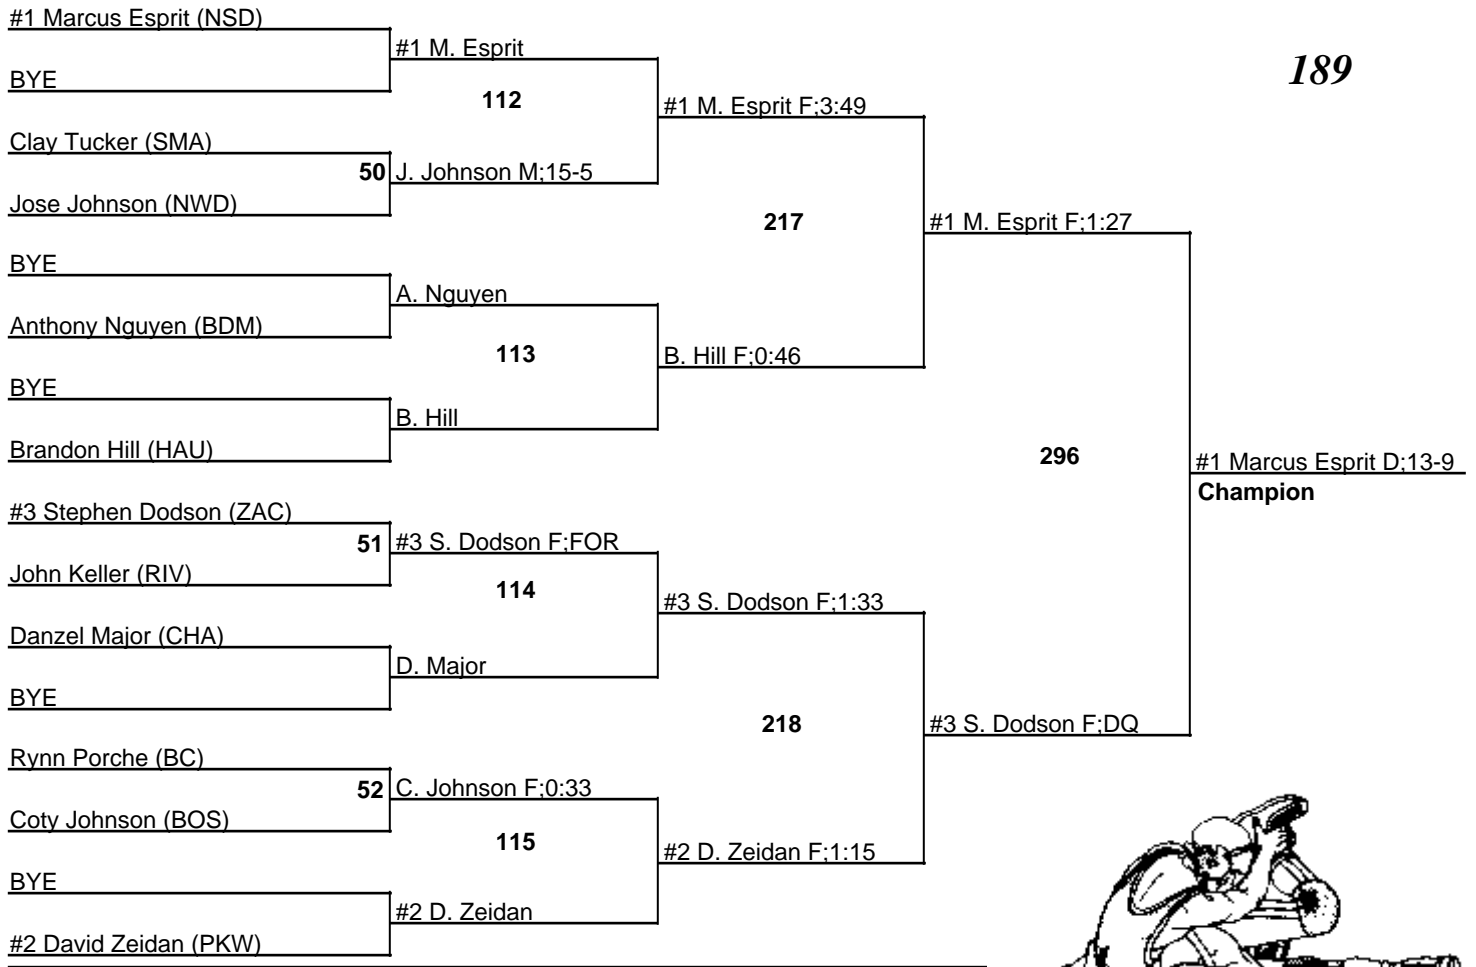 #1 Marcus Esprit (NSD)
#1 M. Esprit
189
BYE
112
#1 M. Esprit F;3:49
Clay Tucker (SMA)
50
J. Johnson M;15-5
Jose Johnson (NWD)
217
#1 M. Esprit F;1:27
BYE
A. Nguyen
Anthony Nguyen (BDM)
113
B. Hill F;0:46
BYE
B. Hill
Brandon Hill (HAU)
296
#1 Marcus Esprit D;13-9
Champion
#3 Stephen Dodson (ZAC)
51
#3 S. Dodson F;FOR
John Keller (RIV)
114
#3 S. Dodson F;1:33
Danzel Major (CHA)
D. Major
BYE
218
#3 S. Dodson F;DQ
Rynn Porche (BC)
52
C. Johnson F;0:33
Coty Johnson (BOS)
115
#2 D. Zeidan F;1:15
BYE
#2 D. Zeidan
#2 David Zeidan (PKW)